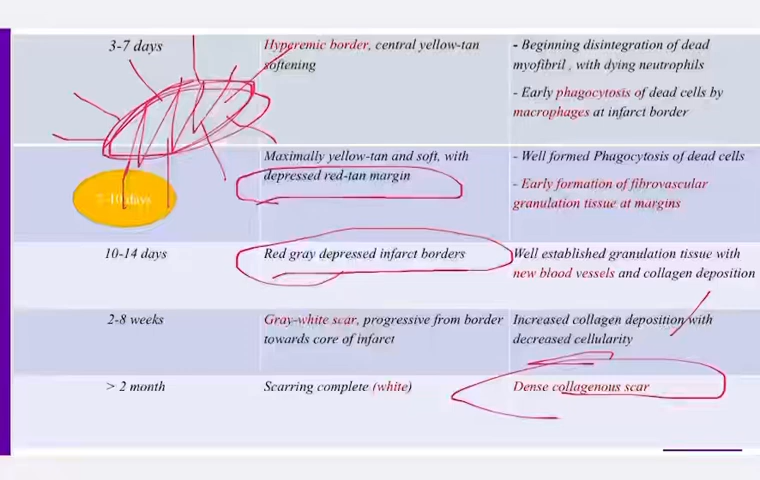 3-7 days
Hyperemic border, central yellow-tan
softening
- Beginning disintegration of dead
myofibril , with dying neutrophils
- Early phagocytosis of dead cells by
macrophages at infarct border
7-10 days
Maximally yellow-tan and soft, with
depressed red-tan margin
- Well formed Phagocytosis of dead cells
- Early formation of fibrovascular
granulation tissue at margins
10-14 days
Red gray depressed infarct borders
Well established granulation tissue with
new blood vessels and collagen deposition
2-8 weeks
Gray-white scar, progressive from border
towards core of infarct
Increased collagen deposition with
decreased cellularity
> 2 month
Scarring complete (white)
Dense collagenous scar